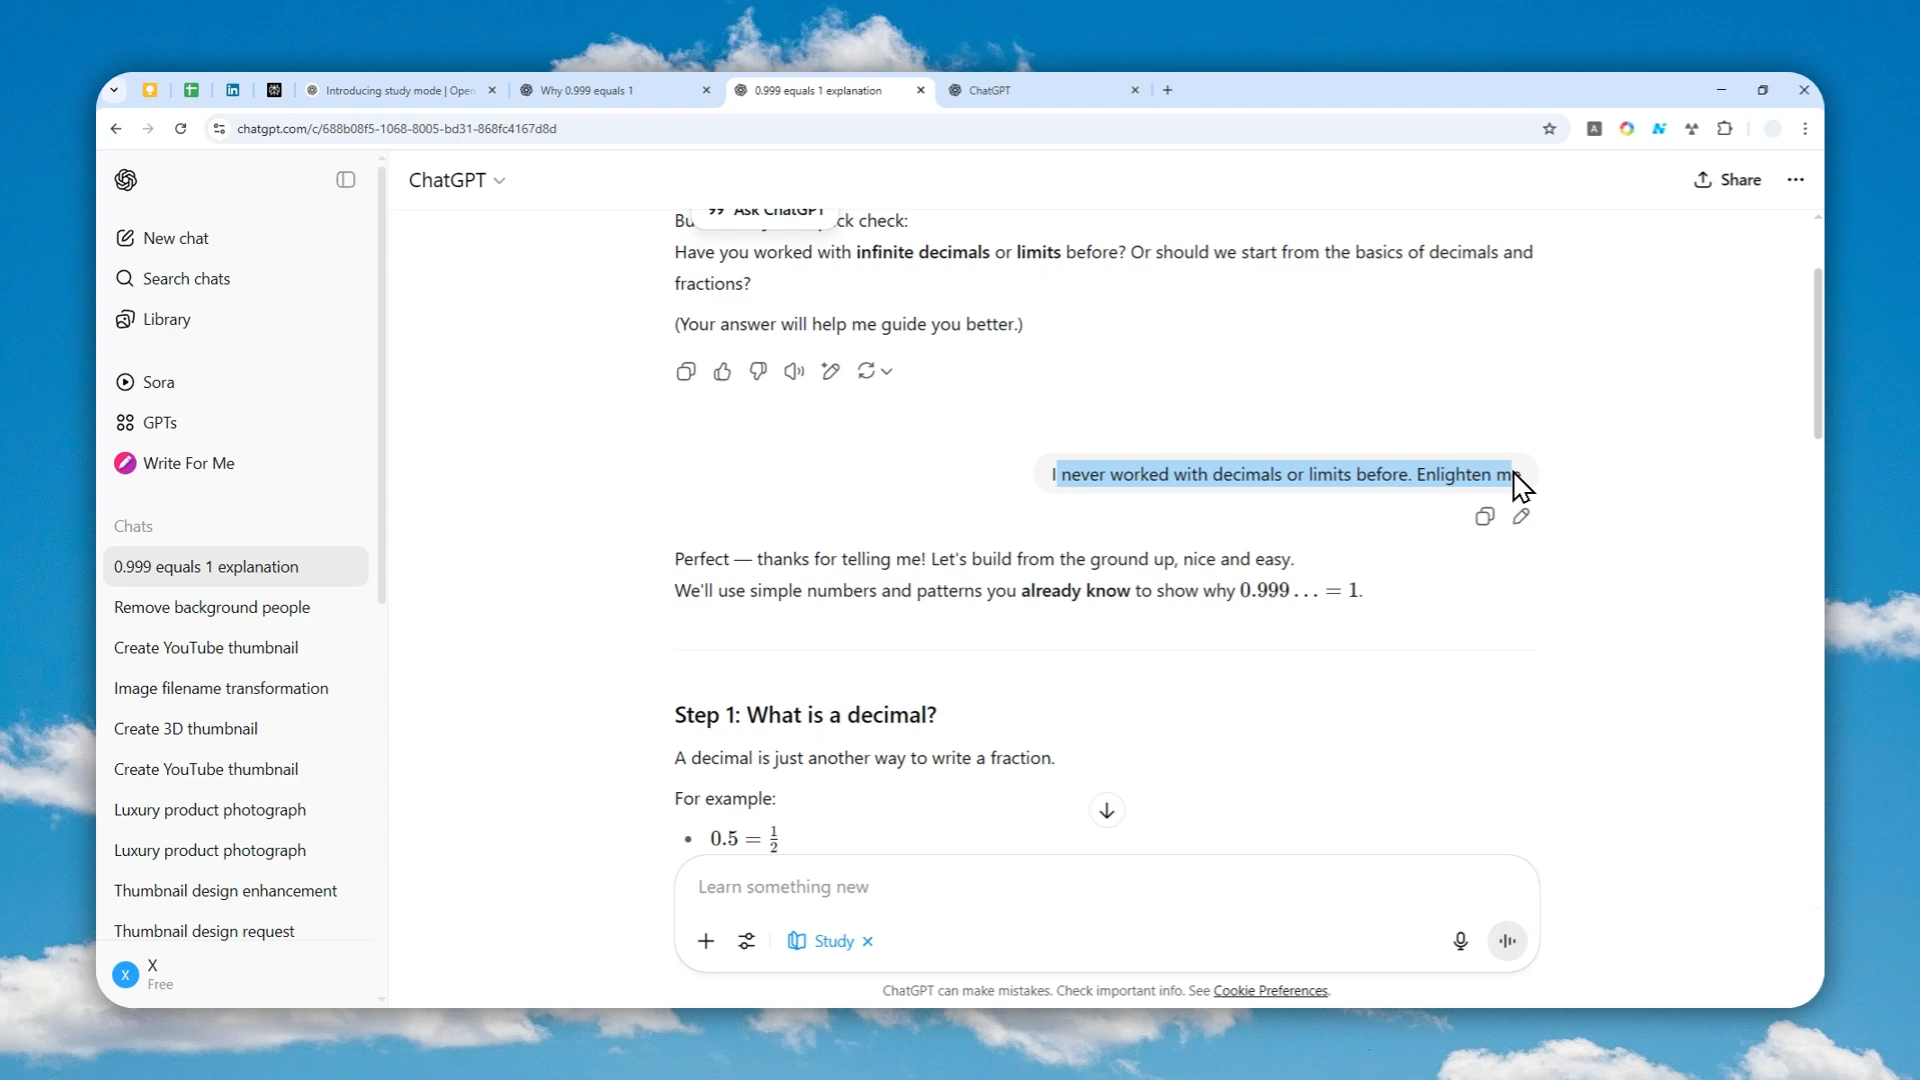 Introducing study mode | Open
Why 0.999 equals 1
0.999 equals 1 explanation
ChatGPT
chatgpt.com/c/688b08f5-1068-8005-bd31-868fc4167d8d
A
ChatGPT
Share
New chat
Search chats
Library
Sora
GPTs
Write For Me
Chats
0.999 equals 1 explanation
Remove background people
Create YouTube thumbnail
Image filename transformation
Create 3D thumbnail
Create YouTube thumbnail
Luxury product photograph
Luxury product photograph
Thumbnail design enhancement
Thumbnail design request
X
X
Free
Ask ChatGPT
check:
Have you worked with infinite decimals or limits before? Or should we start from the basics of decimals and
fractions?
(Your answer will help me guide you better.)
I never worked with decimals or limits before. Enlighten me
Perfect — thanks for telling me! Let's build from the ground up, nice and easy.
We'll use simple numbers and patterns you already know to show why 0.999... = 1.
Step 1: What is a decimal?
A decimal is just another way to write a fraction.
For example:
• 0.5 = 1/2
Learn something new
Study
ChatGPT can make mistakes. Check important info. See Cookie Preferences.